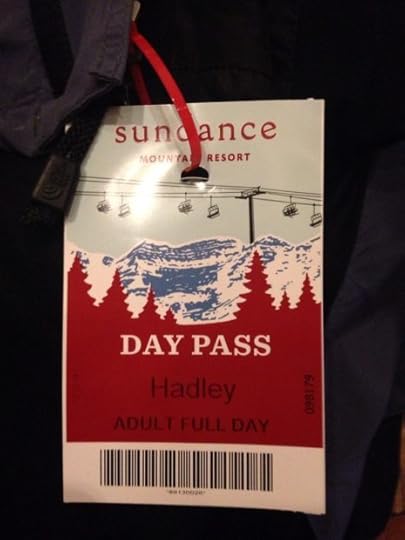 sundance
MOUNTAIN RESORT
DAY PASS
Hadley
ADULT FULL DAY
098179